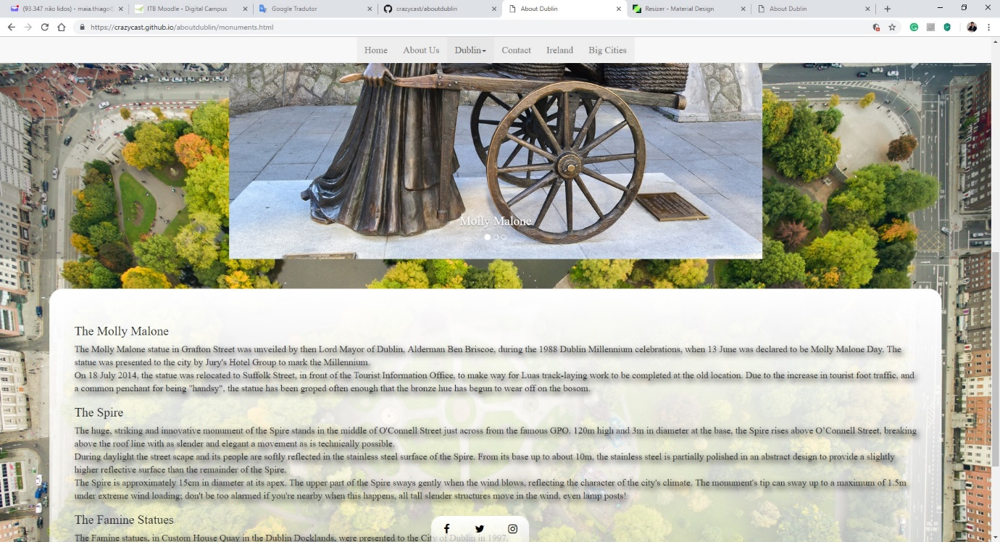 (93.347 não lidos) - maia.thiago
ITB Moodle - Digital Campus
Google Tradutor
crazycast/aboutdublin
About Dublin
Resizer - Material Design
About Dublin
https://crazycast.github.io/aboutdublin/monuments.html
Home About Us Dublin Contact Ireland Big Cities
Molly Malone
The Molly Malone
The Molly Malone statue in Grafton Street was unveiled by then Lord Mayor of Dublin, Alderman Ben Briscoe, during the 1988 Dublin Millennium celebrations, when 13 June was declared to be Molly Malone Day. The
statue was presented to the city by Jury's Hotel Group to mark the Millennium.
On 18 July 2014, the statue was relocated to Suffolk Street, in front of the Tourist Information Office, to make way for Luas track-laying work to be completed at the old location. Due to the increase in tourist foot traffic, and
a common penchant for being "handsy", the statue has been groped often enough that the bronze hue has begun to wear off on the bosom.
The Spire
The huge, striking and innovative monument of the Spire stands in the middle of O'Connell Street just across from the famous GPO. 120m high and 3m in diameter at the base, the Spire rises above O’Connell Street, breaking
above the roof line with as slender and elegant a movement as is technically possible.
During daylight the street scape and its people are softly reflected in the stainless steel surface of the Spire. From its base up to about 10m, the stainless steel is partially polished in an abstract design to provide a slightly
higher reflective surface than the remainder of the Spire.
The Spire is approximately 15cm in diameter at its apex. The upper part of the Spire sways gently when the wind blows, reflecting the character of the city's climate. The monument's tip can sway up to a maximum of 1.5m
under extreme wind loading; don't be too alarmed if you're nearby when this happens, all tall slender structures move in the wind, even lamp posts!
The Famine Statues
The Famine statues, in Custom House Quay in the Dublin Docklands, were presented to the City of Dublin in 1997.